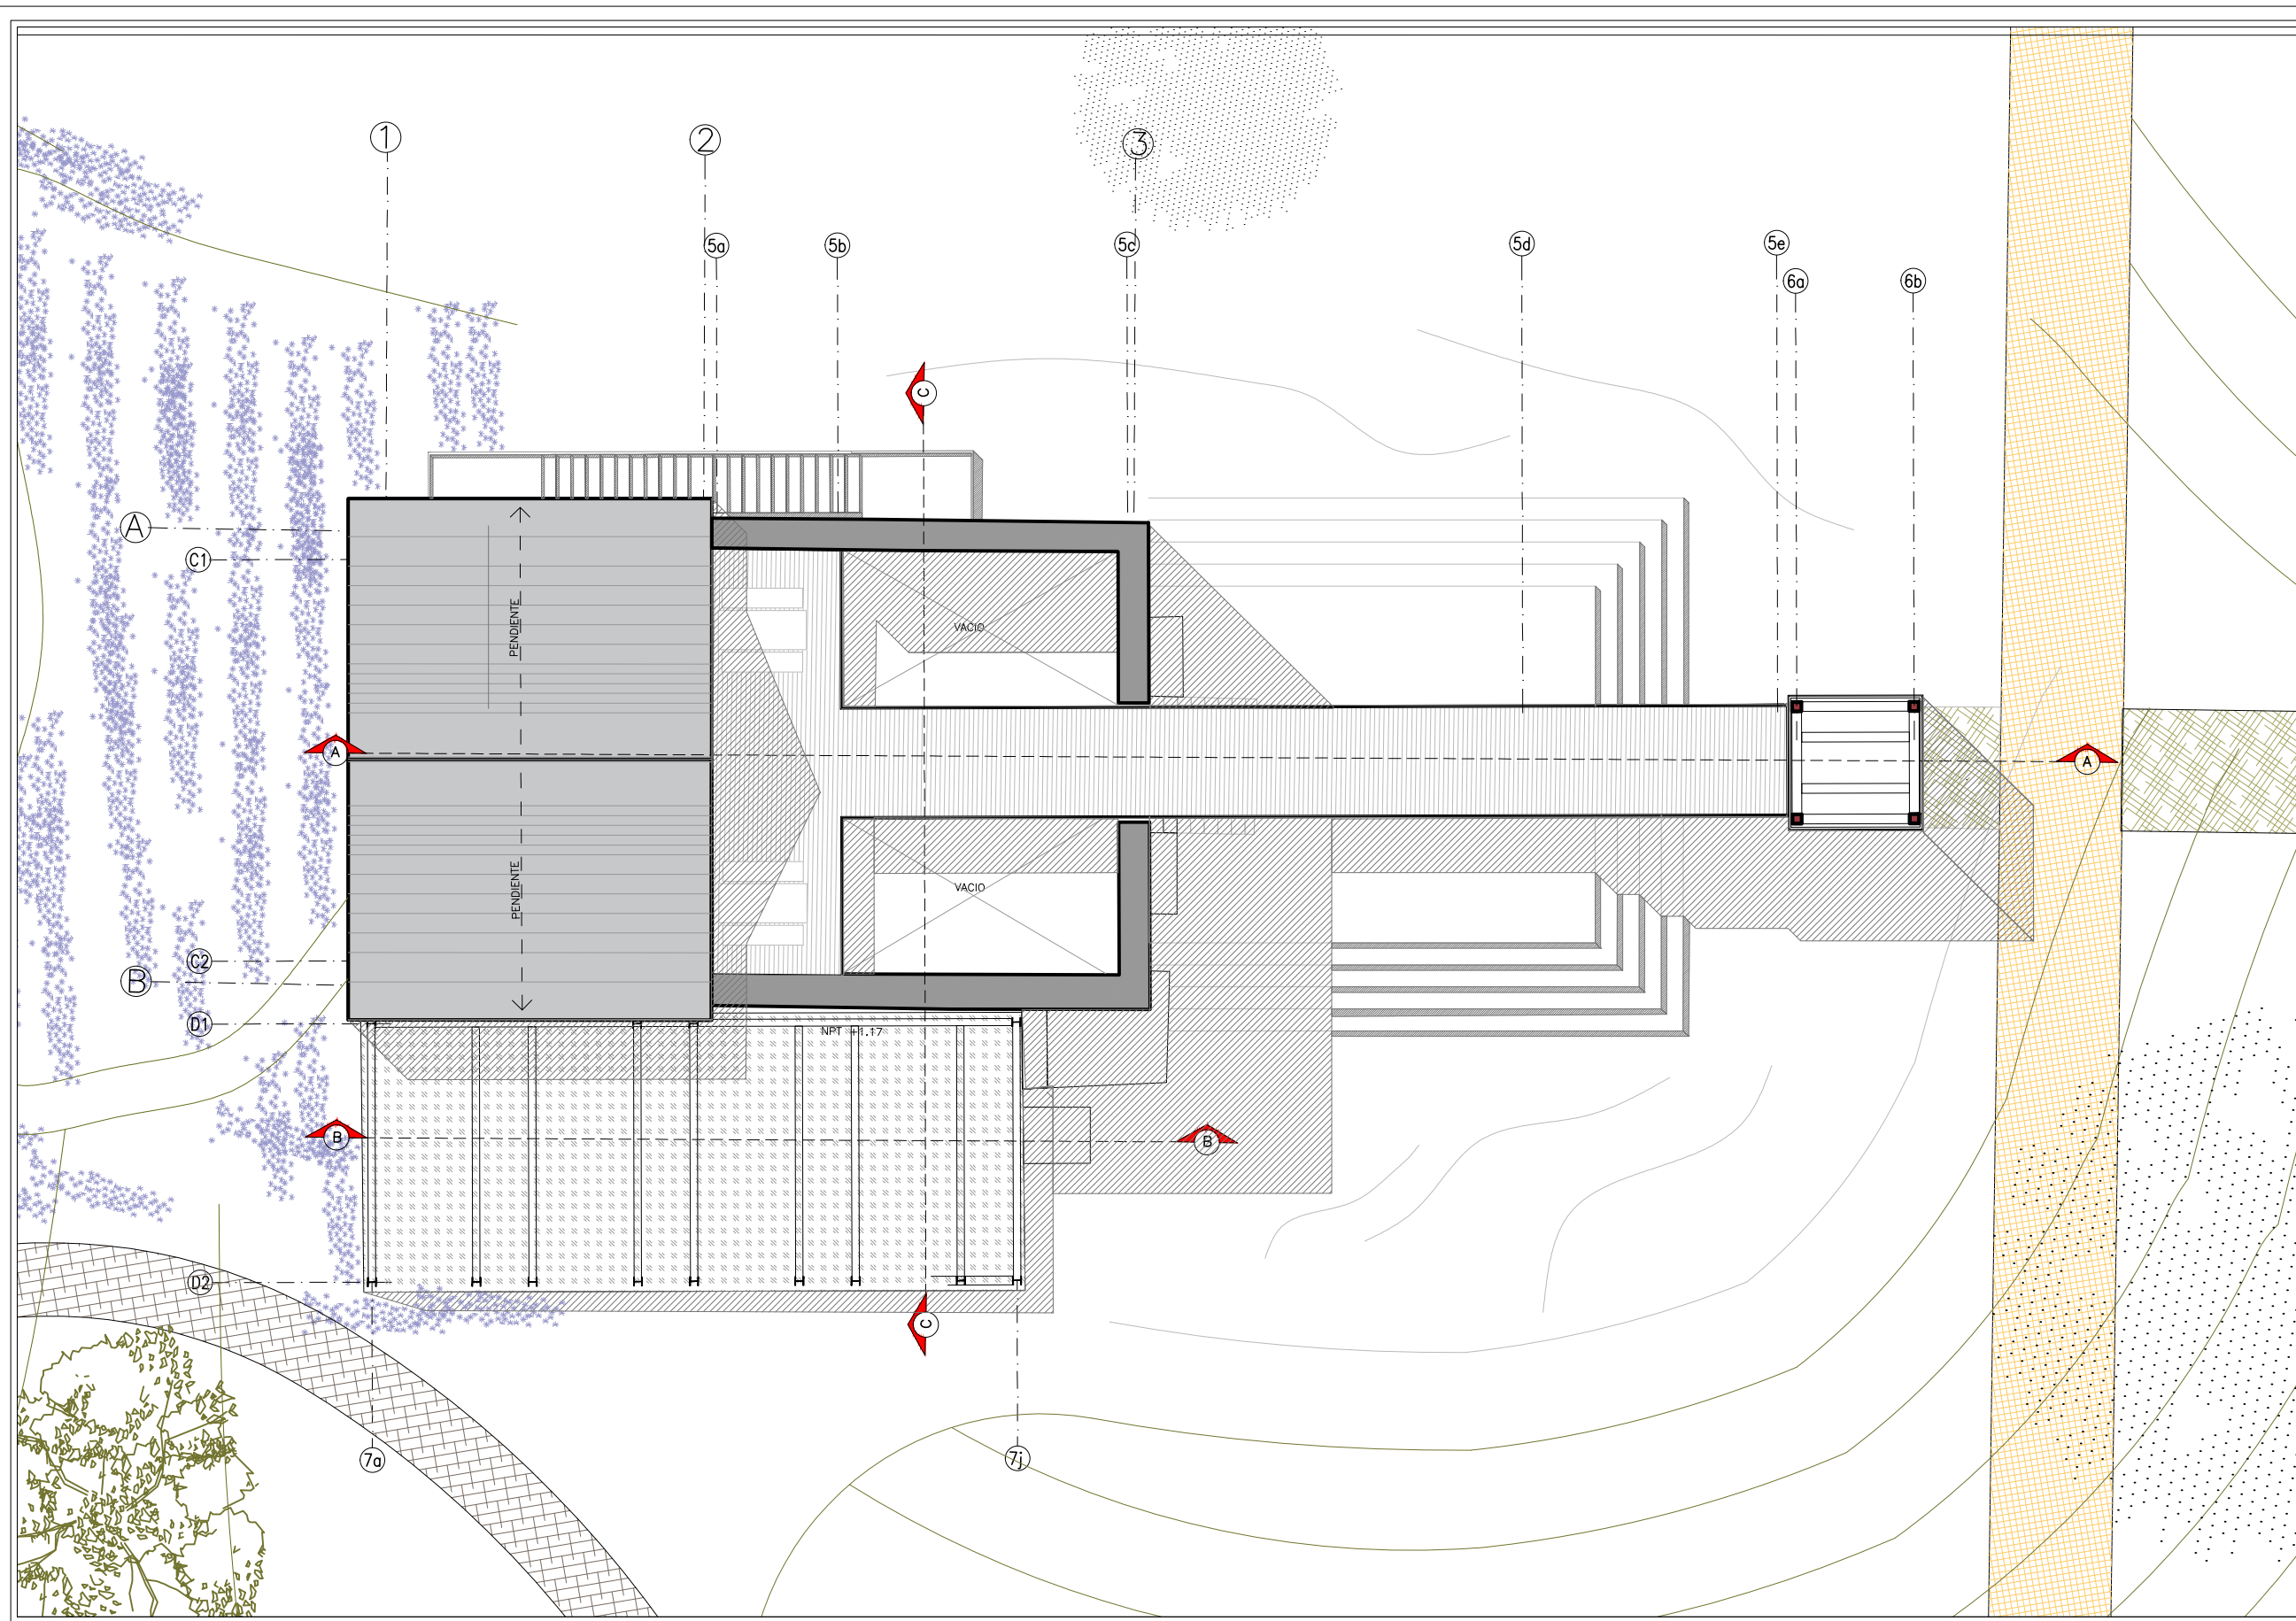 1
2
3
5a
5b
5c
5d
5e
6a
6b
C
A
C1
PENDIENTE
VACIO
A
A
PENDIENTE
VACIO
C2
B
D1
NPT +1.17
B
B
D2
C
7a
7j